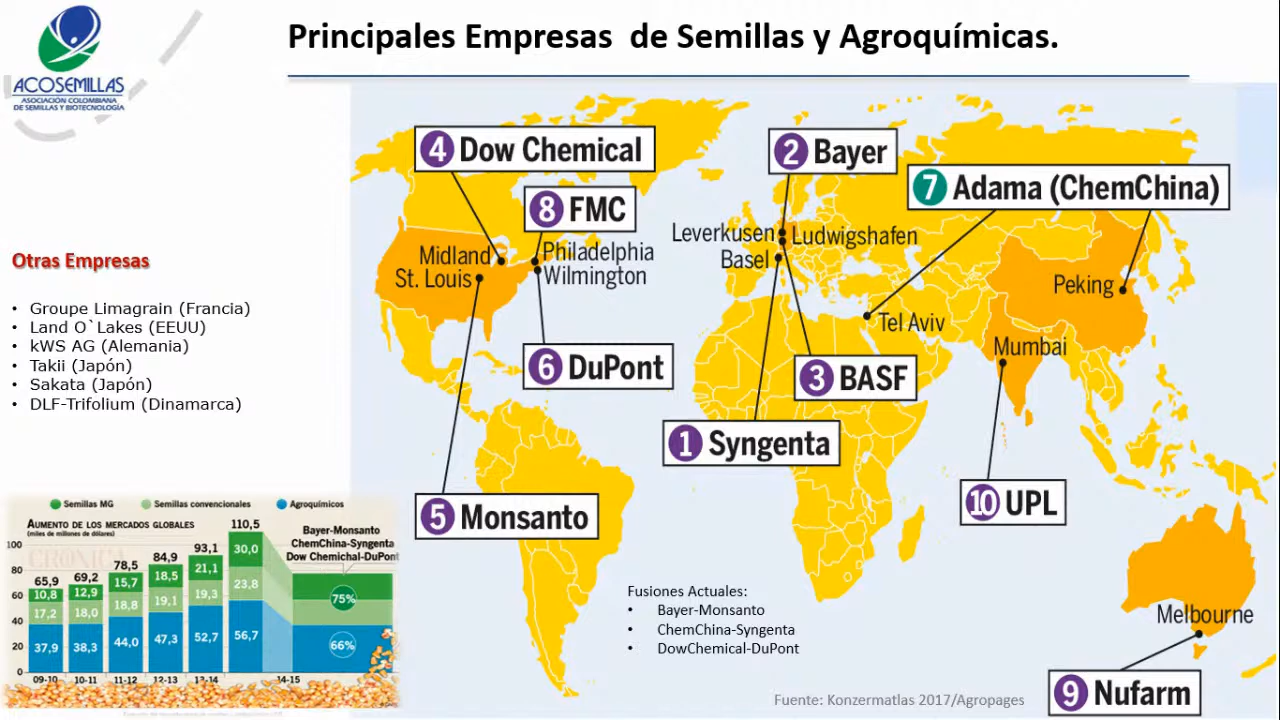 Principales Empresas de Semillas y Agroquímicas.
ACOSEMILLAS
ASOCIACIÓN COLOMBIANA
DE SEMILLAS Y BIOTECNOLOGÍA
4 Dow Chemical
2 Bayer
7 Adama (ChemChina)
8 FMC
Leverkusen
Ludwigshafen
Midland
Philadelphia
Basel
St. Louis
Wilmington
Peking
Tel Aviv
Mumbai
6 DuPont
3 BASF
1 Syngenta
5 Monsanto
10 UPL
Melbourne
9 Nufarm
Otras Empresas
• Groupe Limagrain (Francia)
• Land O`Lakes (EEUU)
• kWS AG (Alemania)
• Takii (Japón)
• Sakata (Japón)
• DLF-Trifolium (Dinamarca)
Semillas MG
Semillas convencionales
Agroquímicos
AUMENTO DE LOS MERCADOS GLOBALES
(miles de millones de dólares)
CRÓNICA
Bayer-Monsanto
ChemChina-Syngenta
Dow Chemichal-DuPont
100
80
60
40
20
0
65,9
69,2
78,5
84,9
93,1
110,5
10,8
12,9
15,7
18,5
21,1
30,0
17,2
18,0
18,8
19,1
19,3
23,8
37,9
38,3
44,0
47,3
52,7
56,7
75%
66%
09-10
10-11
11-12
12-13
13-14
14-15
Fusiones Actuales:
• Bayer-Monsanto
• ChemChina-Syngenta
• DowChemical-DuPont
Fuente: Konzermatlas 2017/Agropages